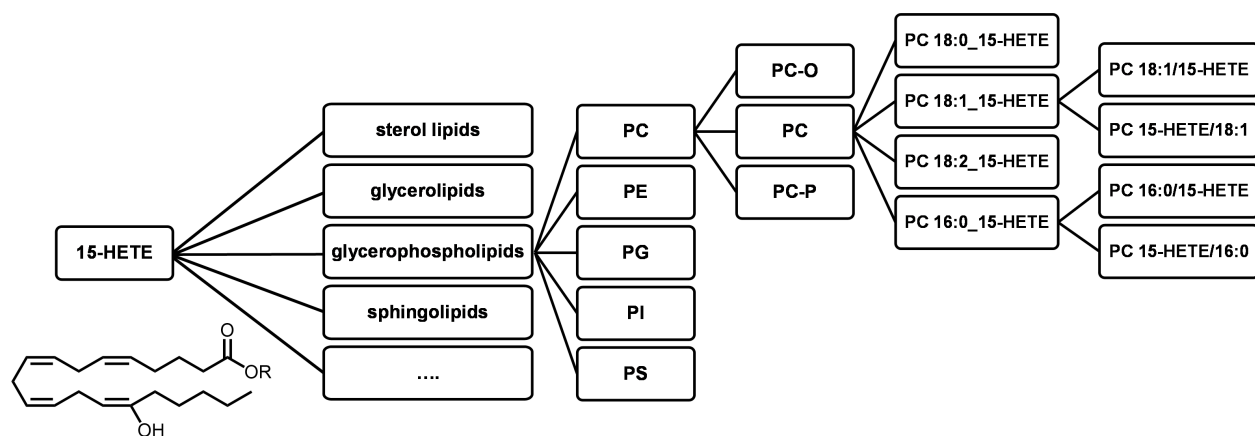 15-HETE
sterol lipids
glycerolipids
glycerophospholipids
sphingolipids
....
PC
PE
PG
PI
PS
PC-O
PC
PC-P
PC 18:0_15-HETE
PC 18:1_15-HETE
PC 18:2_15-HETE
PC 16:0_15-HETE
PC 18:1/15-HETE
PC 15-HETE/18:1
PC 16:0/15-HETE
PC 15-HETE/16:0
O
OR
OH